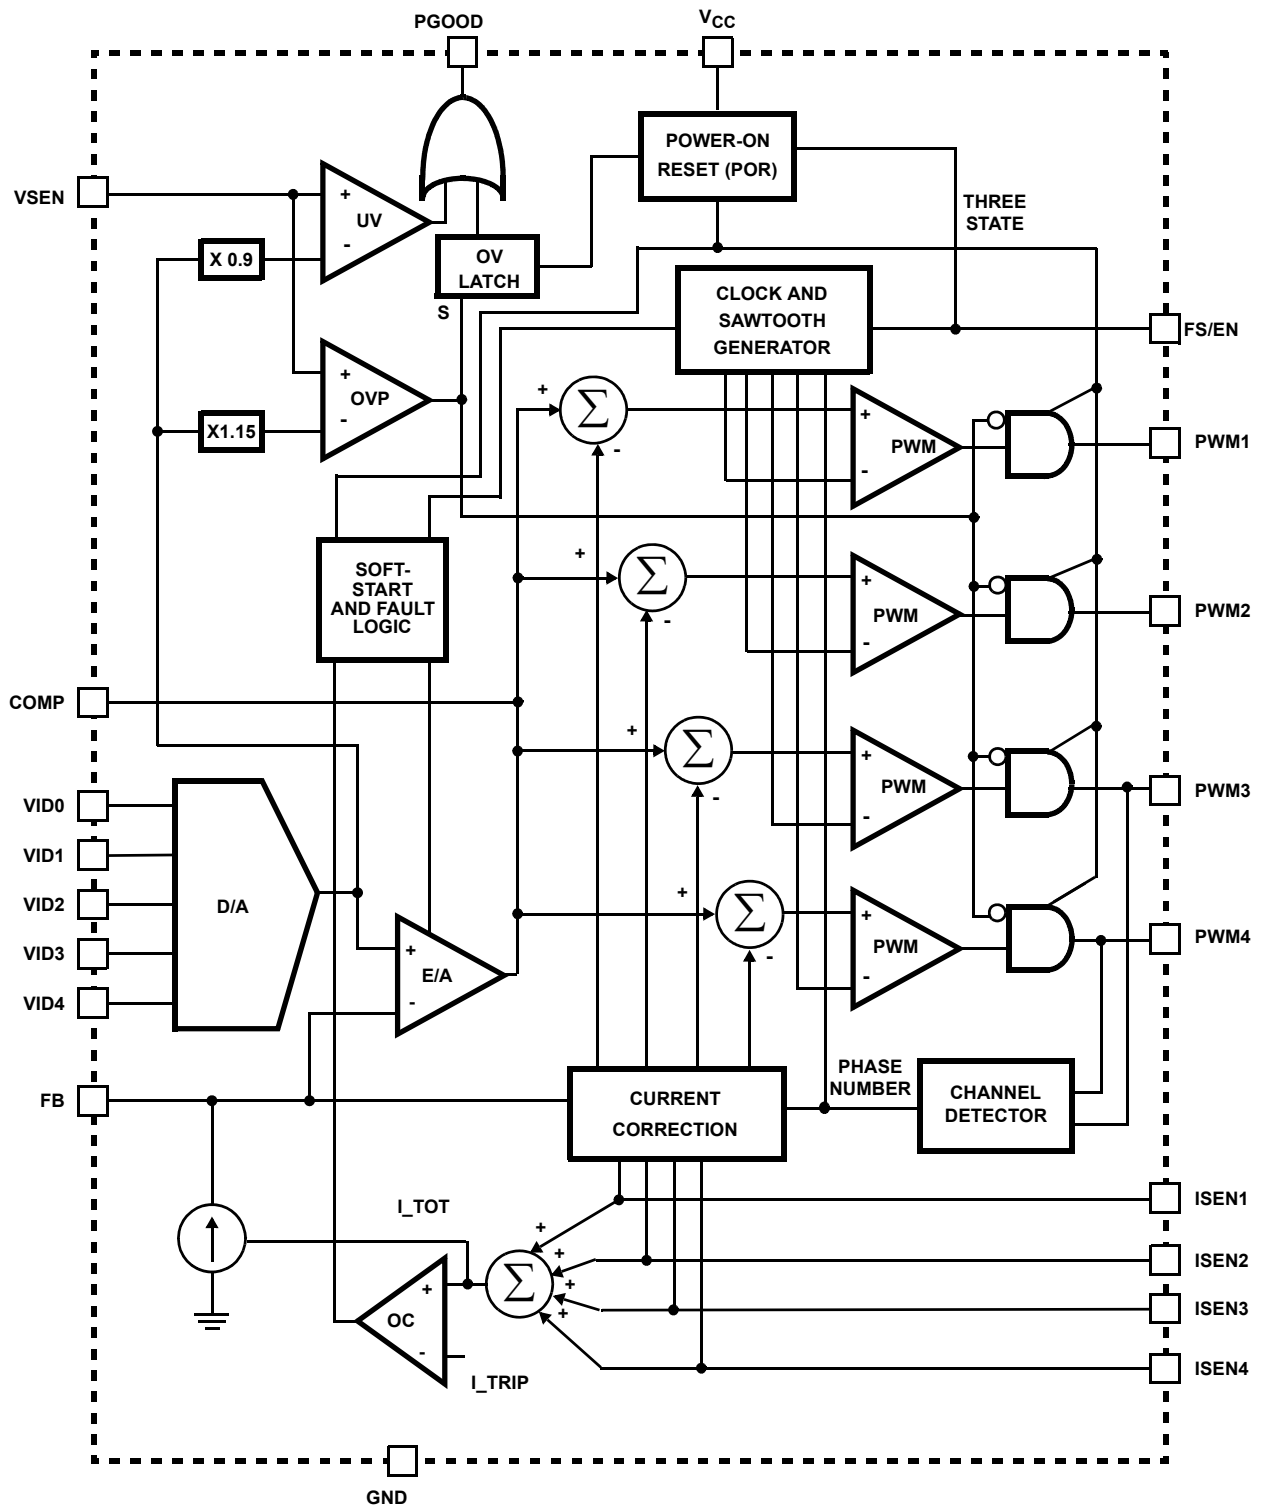 PGOOD
VCC
POWER-ON
RESET (POR)
VSEN
+
UV
-
THREE
STATE
X 0.9
OV
LATCH
S
CLOCK AND
SAWTOOTH
GENERATOR
FS/EN
+
OVP
-
X1.15
+
Σ
-
+
PWM
-
PWM1
SOFT-
START
AND FAULT
LOGIC
+
Σ
-
+
PWM
-
PWM2
COMP
+
Σ
-
+
PWM
-
PWM3
VID0
VID1
VID2
VID3
VID4
D/A
+
E/A
-
+
Σ
-
+
PWM
-
PWM4
FB
CURRENT
CORRECTION
PHASE
NUMBER
CHANNEL
DETECTOR
I_TOT
+
+
+
+
Σ
ISEN1
ISEN2
ISEN3
ISEN4
+
OC
-
I_TRIP
GND